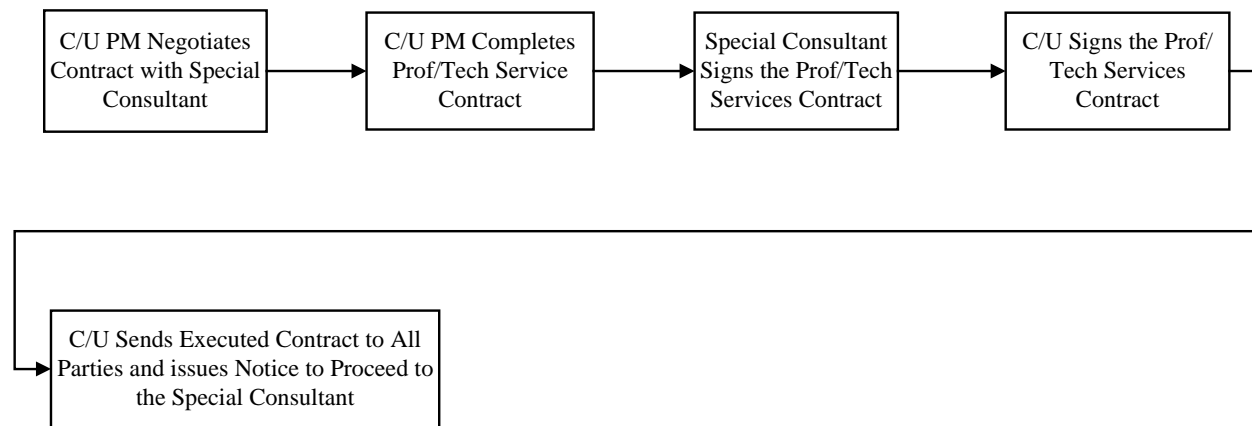 C/U PM Negotiates
Contract with Special
Consultant
C/U PM Completes
Prof/Tech Service
Contract
Special Consultant
Signs the Prof/Tech
Services Contract
C/U Signs the Prof/
Tech Services
Contract
C/U Sends Executed Contract to All
Parties and issues Notice to Proceed to
the Special Consultant